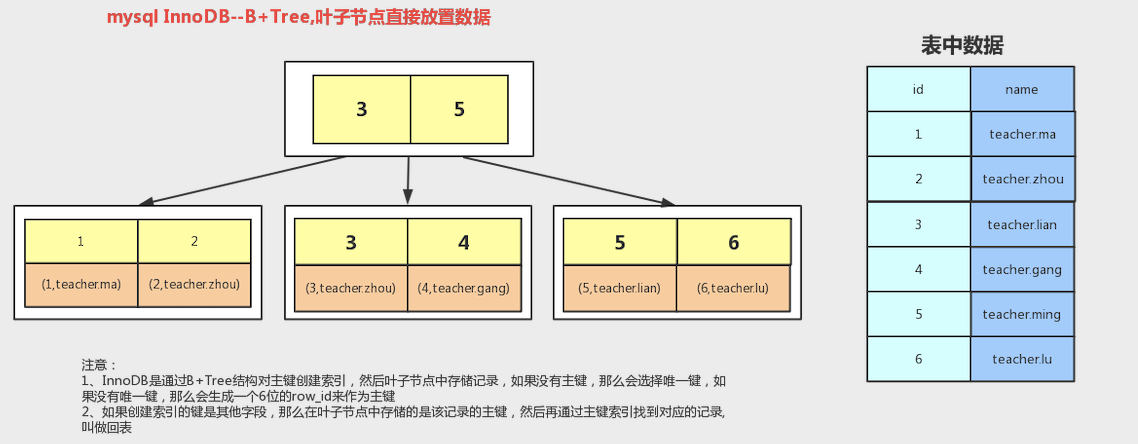 mysql InnoDB--B+Tree,叶子节点直接放置数据
3 5
1 2
(1,teacher.ma) (2,teacher.zhou)
3 4
(3,teacher.zhou) (4,teacher.gang)
5 6
(5,teacher.lian) (6,teacher.lu)
表中数据
id name
1 teacher.ma
2 teacher.zhou
3 teacher.lian
4 teacher.gang
5 teacher.ming
6 teacher.lu
注意：
1、InnoDB是通过B+Tree结构对主键创建索引，然后叶子节点中存储记录，如果没有主键，那么会选择唯一键，如
果没有唯一键，那么会生成一个6位的row_id来作为主键
2、如果创建索引的键是其他字段，那么在叶子节点中存储的是该记录的主键，然后再通过主键索引找到对应的记录,
叫做回表